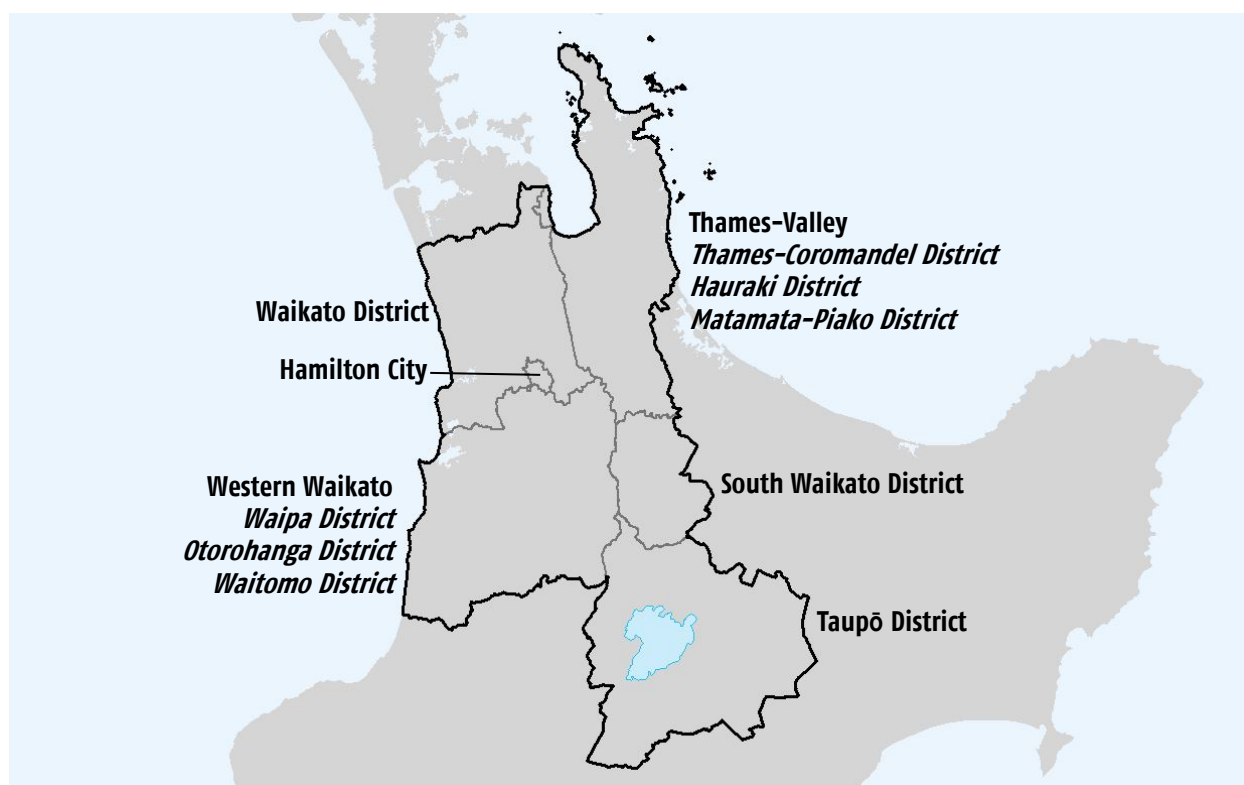 Thames-Valley
Thames-Coromandel District
Hauraki District
Matamata-Piako District
Waikato District
Hamilton City
Western Waikato
Waipa District
Otorohanga District
Waitomo District
South Waikato District
Taupō District